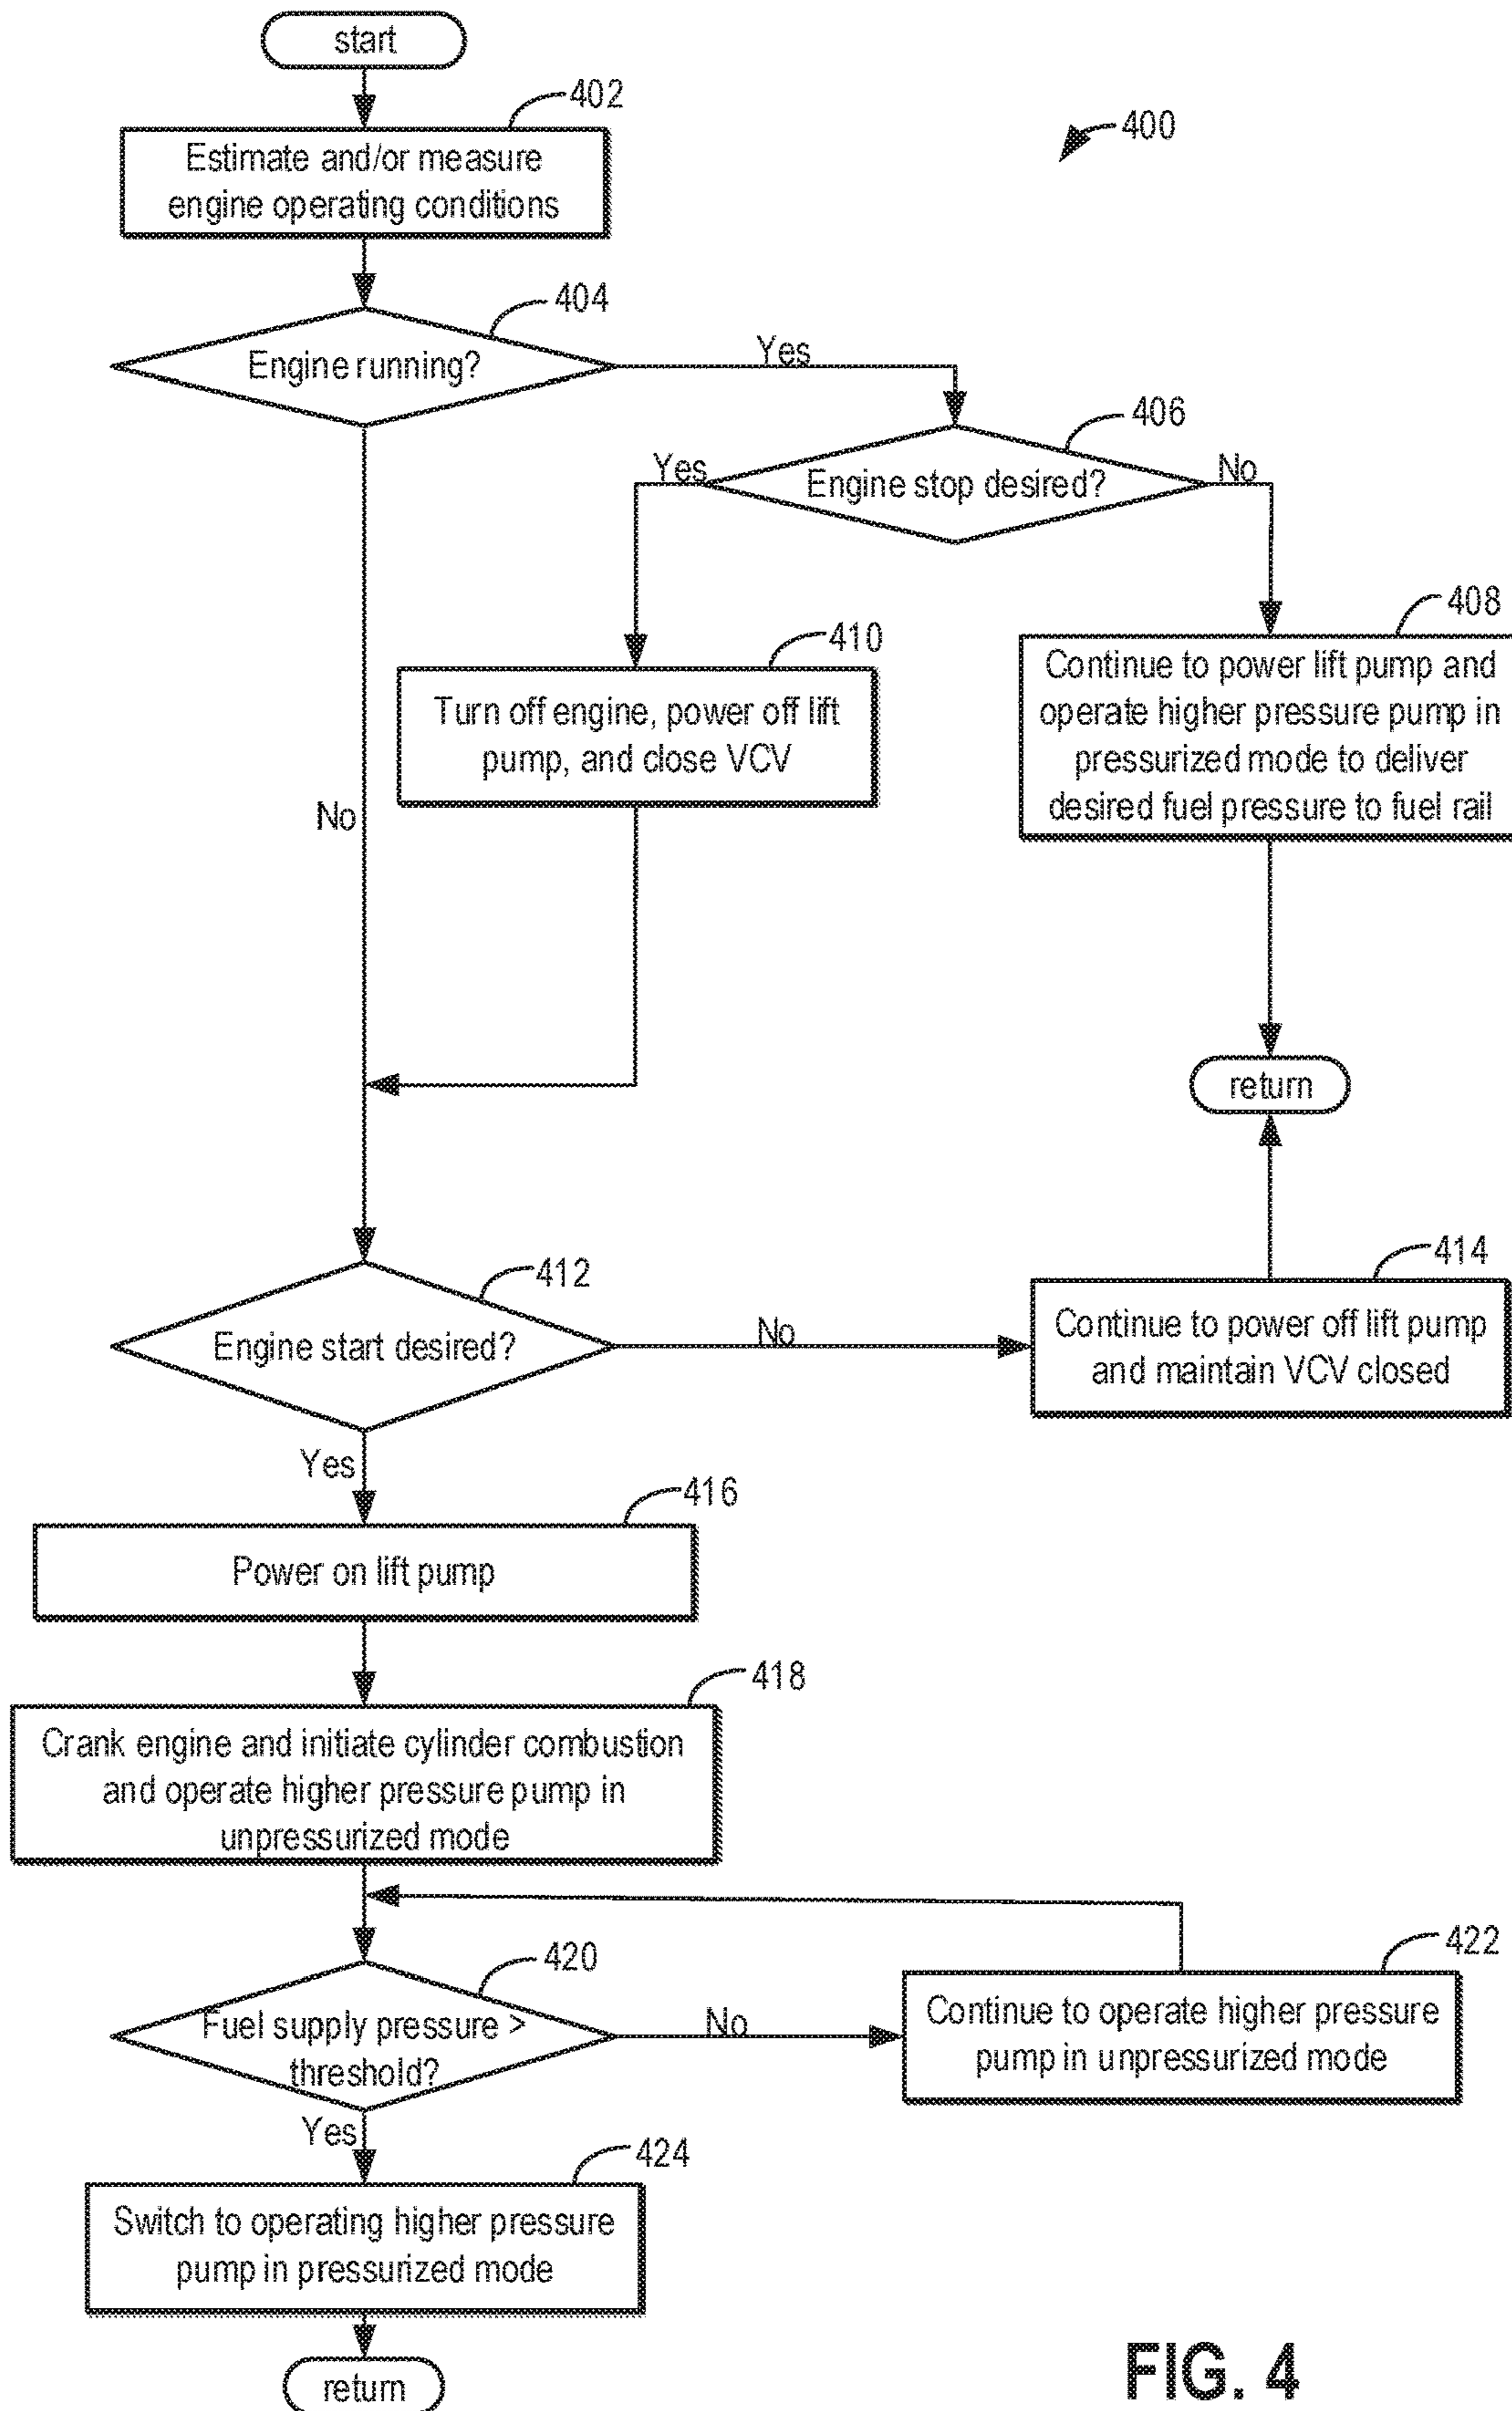 start
402
400
Estimate and/or measure
engine operating conditions
404
Engine running?
Yes
406
Engine stop desired?
Yes
No
408
Continue to power lift pump and
operate higher pressure pump in
pressurized mode to deliver
desired fuel pressure to fuel rail
410
Turn off engine, power off lift
pump, and close VCV
No
return
412
Engine start desired?
No
414
Continue to power off lift pump
and maintain VCV closed
Yes
416
Power on lift pump
418
Crank engine and initiate cylinder combustion
and operate higher pressure pump in
unpressurized mode
420
Fuel supply pressure >
threshold?
No
422
Continue to operate higher pressure
pump in unpressurized mode
Yes
424
Switch to operating higher pressure
pump in pressurized mode
return
FIG. 4